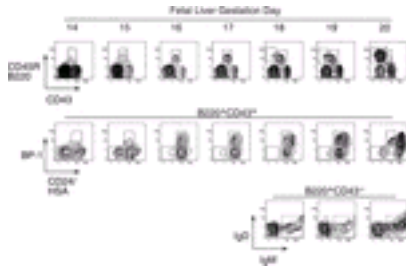 Fetal Liver Gestation Day
14 15 16 17 18 19 20
CD45R
B220
CD43
B220⁺CD43⁺
BP-1
CD24/
HSA
B220⁺CD43⁻
IgD
IgM